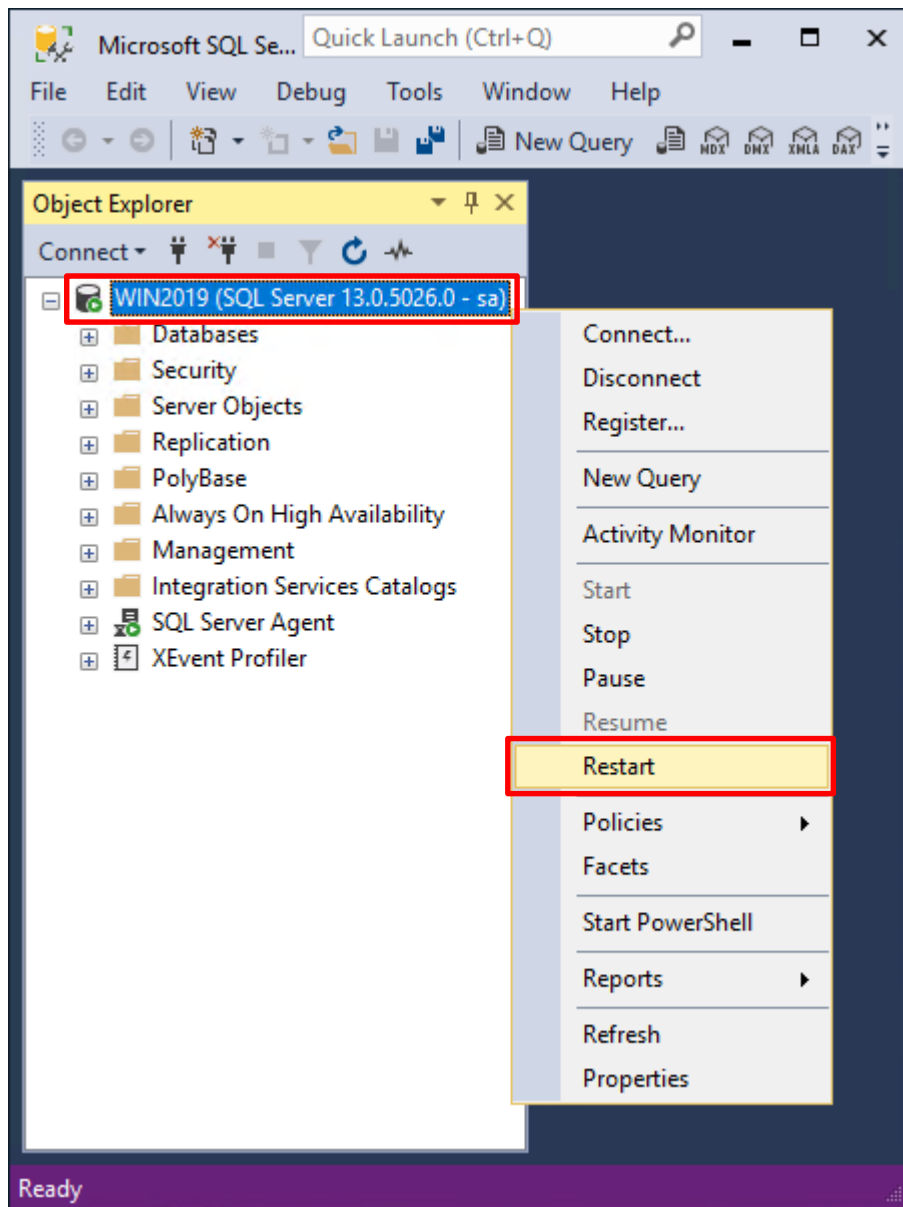 Microsoft SQL Se... Quick Launch (Ctrl+Q)
File Edit View Debug Tools Window Help
New Query MDX DMX XMLA DAX
Object Explorer
Connect
WIN2019 (SQL Server 13.0.5026.0 - sa)
Databases
Security
Server Objects
Replication
PolyBase
Always On High Availability
Management
Integration Services Catalogs
SQL Server Agent
XEvent Profiler
Connect...
Disconnect
Register...
New Query
Activity Monitor
Start
Stop
Pause
Resume
Restart
Policies
Facets
Start PowerShell
Reports
Refresh
Properties
Ready